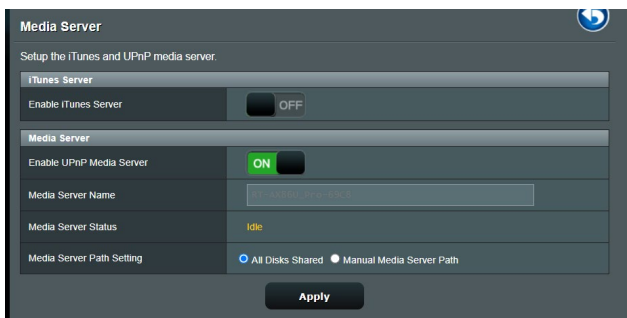 Media Server
Setup the iTunes and UPnP media server.
iTunes Server
Enable iTunes Server OFF
Media Server
Enable UPnP Media Server ON
Media Server Name
Media Server Status Idle
Media Server Path Setting All Disks Shared Manual Media Server Path
Apply